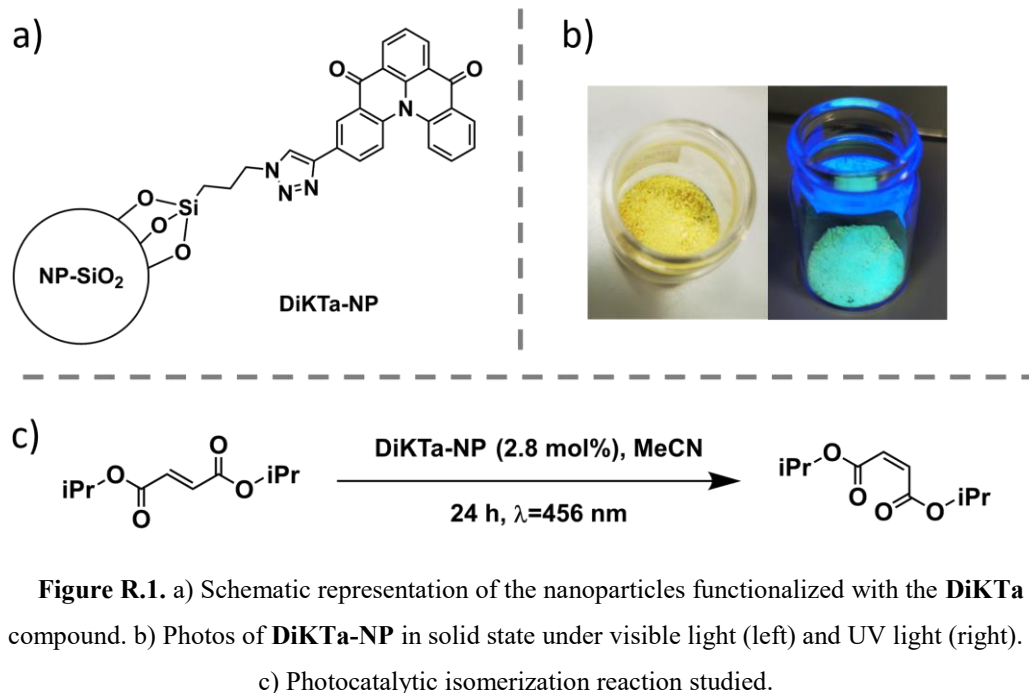 a)
b)
O
O
N
N
N=N
Si
O
O
O
NP-SiO₂
DiKTa-NP
c)
iPr
O
O
O
O
iPr
DiKTa-NP (2.8 mol%), MeCN
24 h, λ=456 nm
iPr
O
O
O
O
iPr
Figure R.1. a) Schematic representation of the nanoparticles functionalized with the DiKTa
compound. b) Photos of DiKTa-NP in solid state under visible light (left) and UV light (right).
c) Photocatalytic isomerization reaction studied.